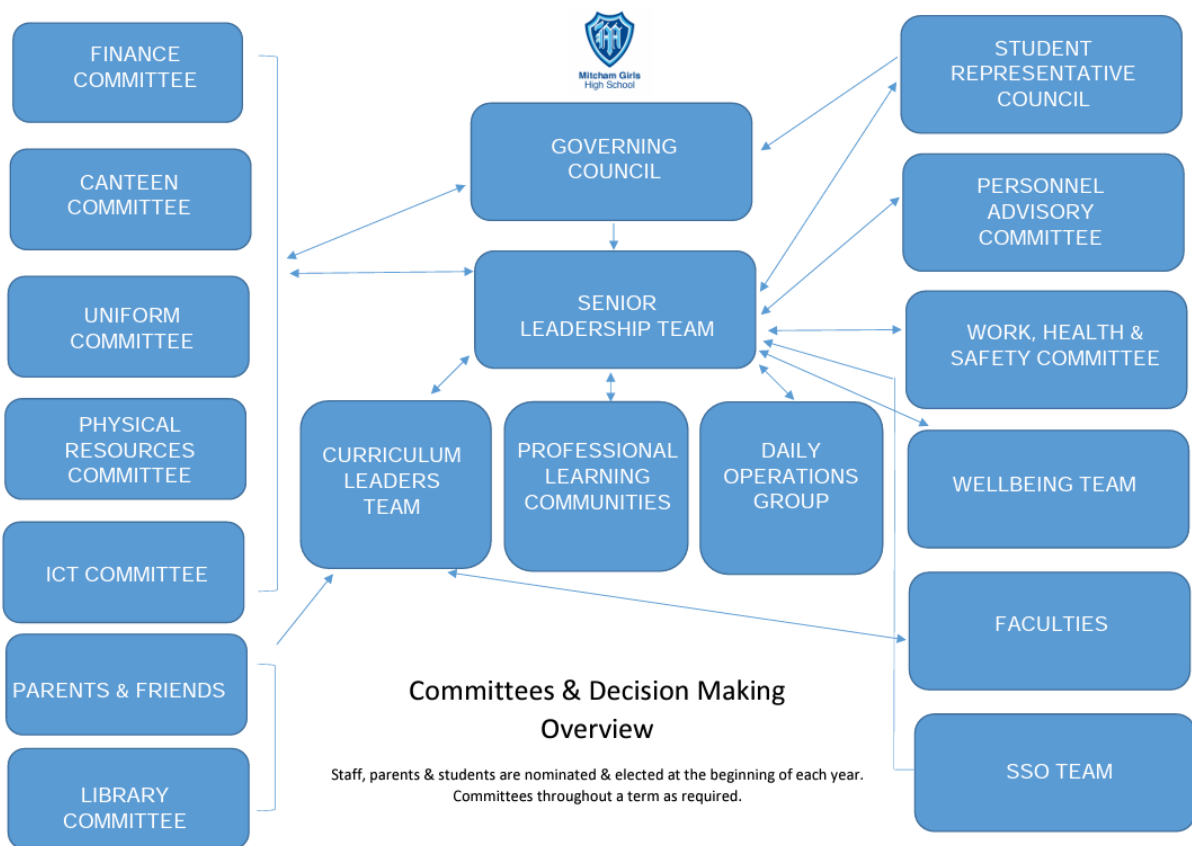 FINANCE
COMMITTEE
CANTEEN
COMMITTEE
UNIFORM
COMMITTEE
PHYSICAL
RESOURCES
COMMITTEE
ICT COMMITTEE
PARENTS & FRIENDS
LIBRARY
COMMITTEE
Mitcham Girls
High School
GOVERNING
COUNCIL
SENIOR
LEADERSHIP TEAM
CURRICULUM
LEADERS
TEAM
PROFESSIONAL
LEARNING
COMMUNITIES
DAILY
OPERATIONS
GROUP
STUDENT
REPRESENTATIVE
COUNCIL
PERSONNEL
ADVISORY
COMMITTEE
WORK, HEALTH &
SAFETY COMMITTEE
WELLBEING TEAM
FACULTIES
SSO TEAM
Committees & Decision Making
Overview
Staff, parents & students are nominated & elected at the beginning of each year.
Committees throughout a term as required.